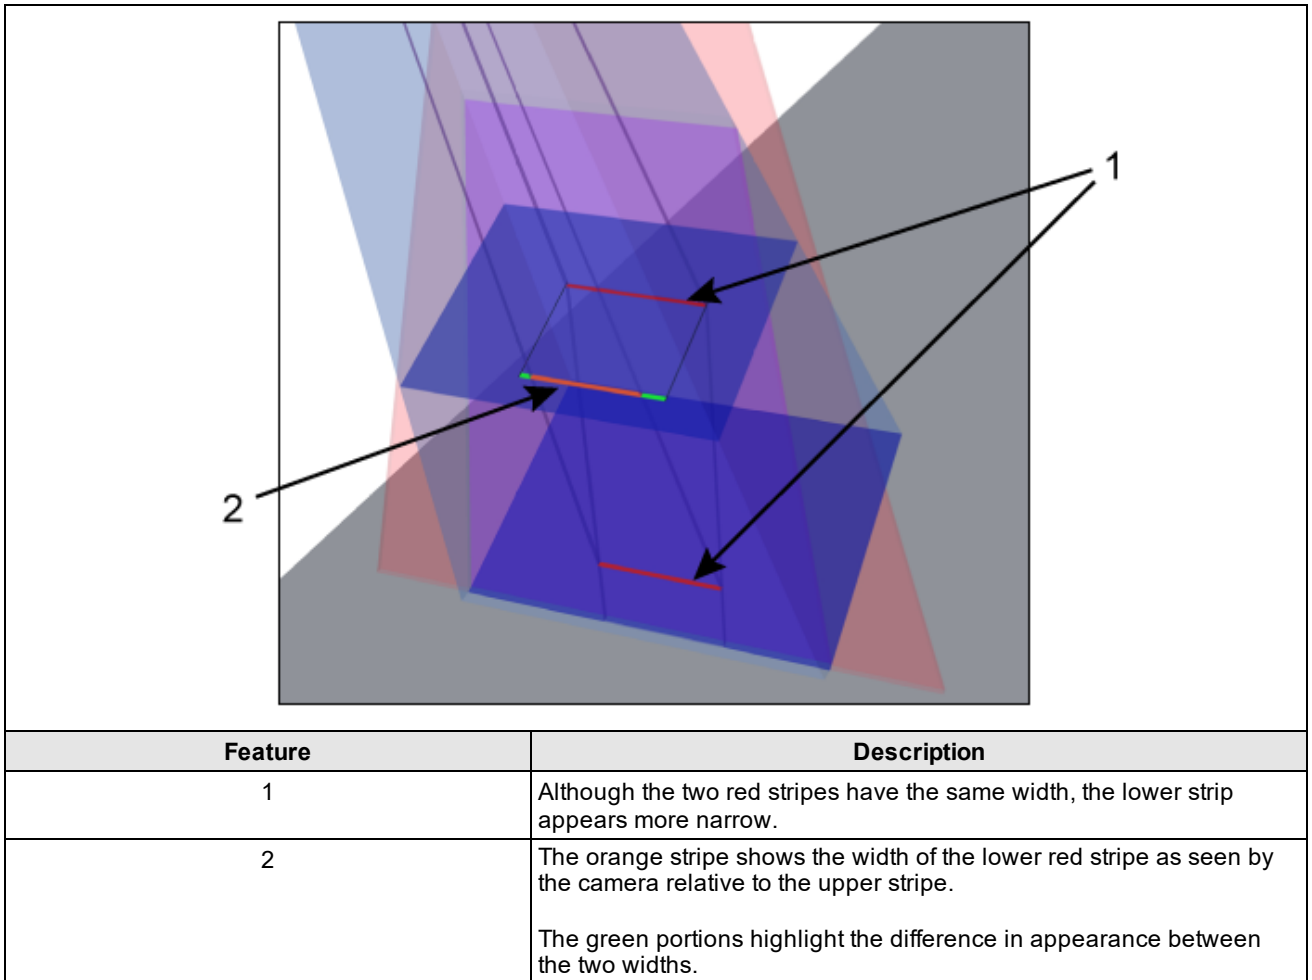 1
2
Feature Description
1 Although the two red stripes have the same width, the lower strip
appears more narrow.
2 The orange stripe shows the width of the lower red stripe as seen by
the camera relative to the upper stripe.
The green portions highlight the difference in appearance between
the two widths.